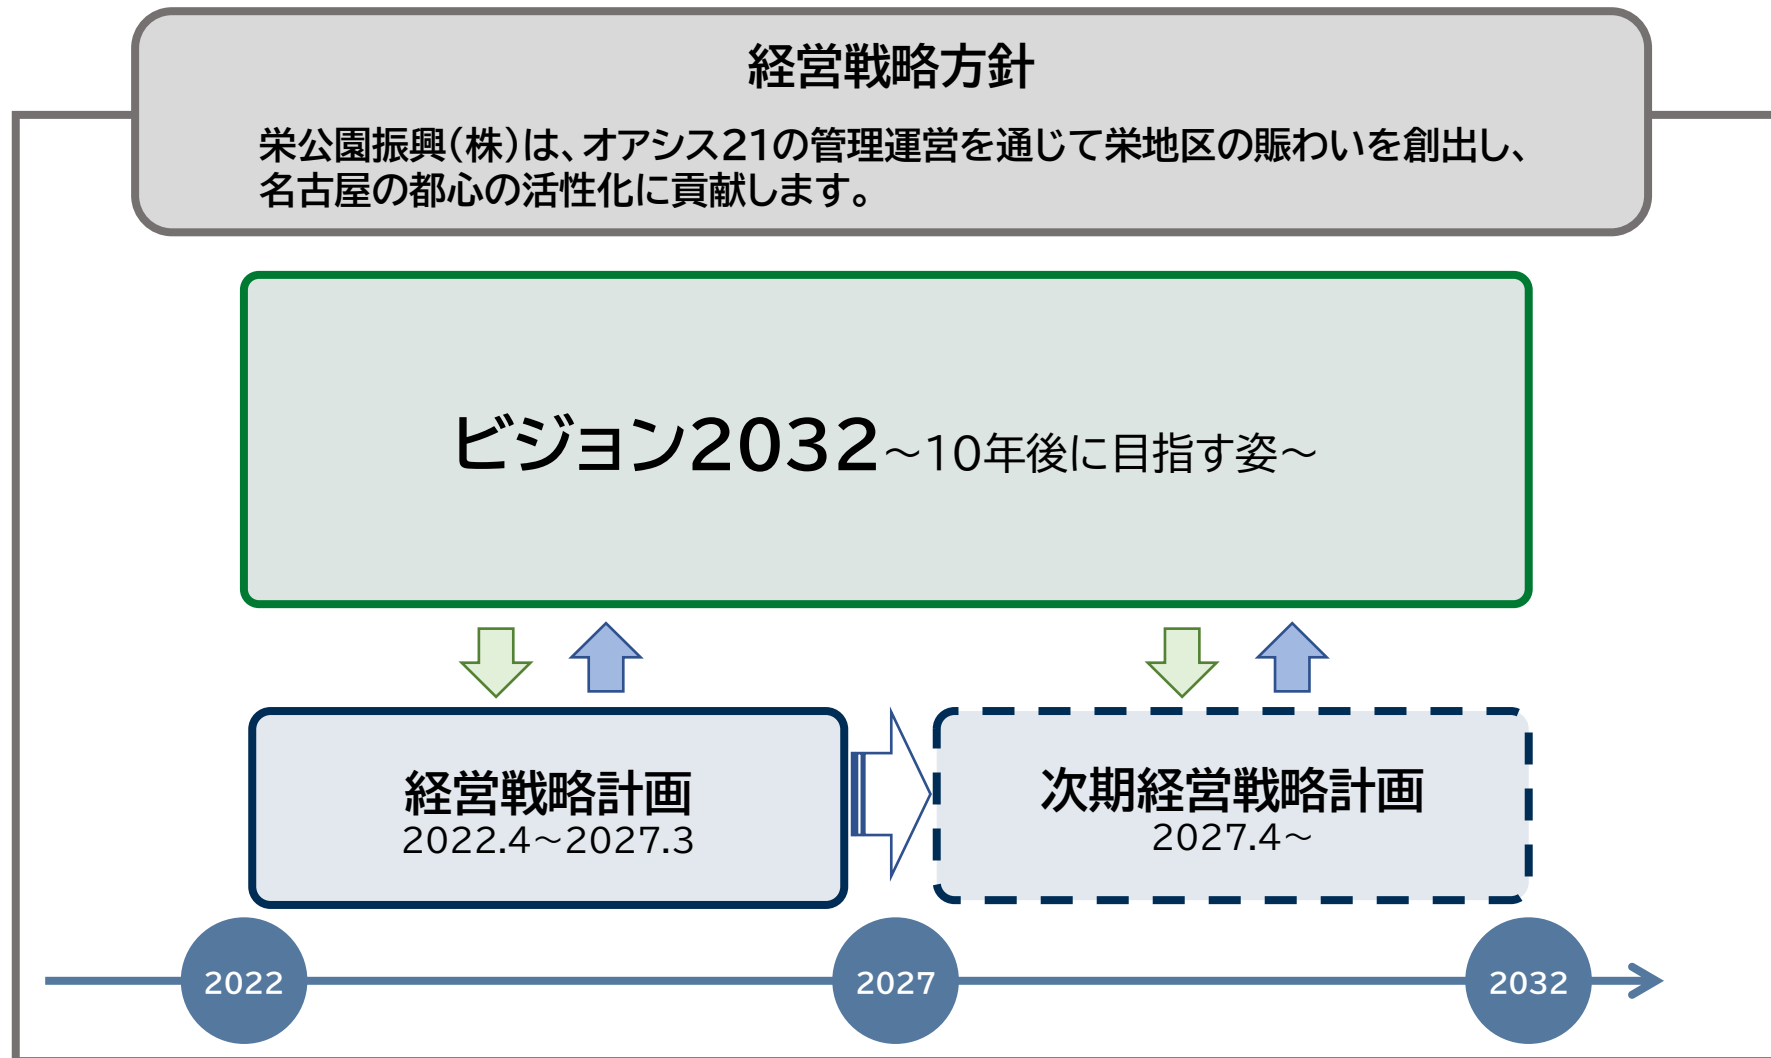 経営戦略方針
栄公園振興(株)は、オアシス21の管理運営を通じて栄地区の賑わいを創出し、
名古屋の都心の活性化に貢献します。
ビジョン2032～10年後に目指す姿～
経営戦略計画
2022.4～2027.3
次期経営戦略計画
2027.4～
2022
2027
2032